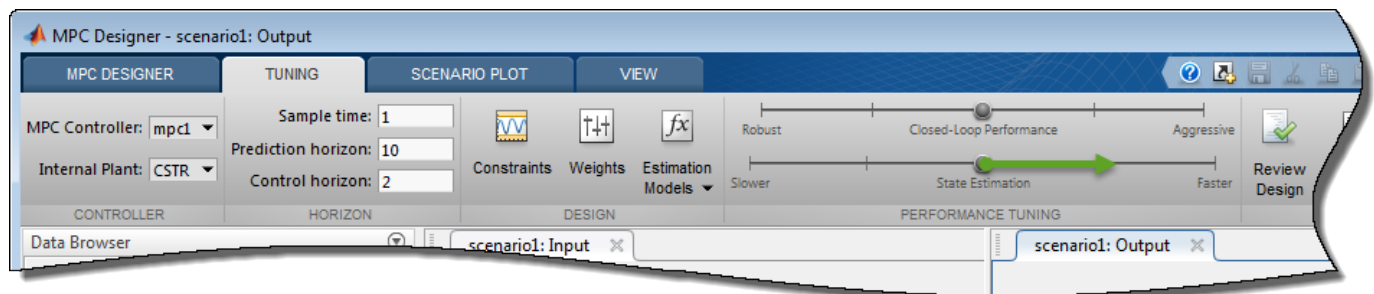 MPC Designer - scenario1: Output
MPC DESIGNER TUNING SCENARIO PLOT VIEW
MPC Controller: mpc1
Internal Plant: CSTR
CONTROLLER
Sample time: 1
Prediction horizon: 10
Control horizon: 2
HORIZON
Constraints
Weights
fx
Estimation
Models
DESIGN
Robust Closed-Loop Performance Aggressive
Slower State Estimation Faster
PERFORMANCE TUNING
Review
Design
Data Browser
scenario1: Input
scenario1: Output